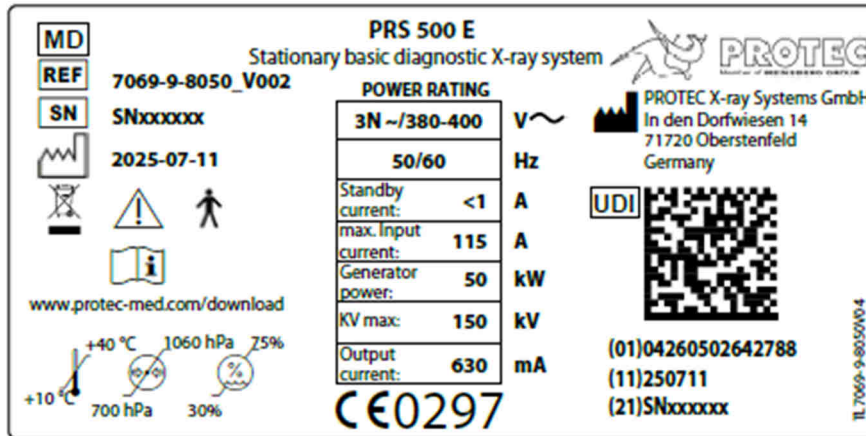 MD
REF 7069-9-8050_V002
SN SNxxxxxx
2025-07-11
www.protec-med.com/download
+40 °C
+10 °C
1060 hPa
700 hPa
75%
%
30%
PRS 500 E
Stationary basic diagnostic X-ray system
POWER RATING
3N ~/380-400 V~
50/60 Hz
Standby current: <1 A
max. Input current: 115 A
Generator power: 50 kW
KV max: 150 kV
Output current: 630 mA
CE0297
PROTEC
PROTEC X-ray Systems GmbH
In den Dorfwiesen 14
71720 Oberstenfeld
Germany
UDI
(01)04260502642788
(11)250711
(21)SNxxxxxx
TL7069-9-8050V04